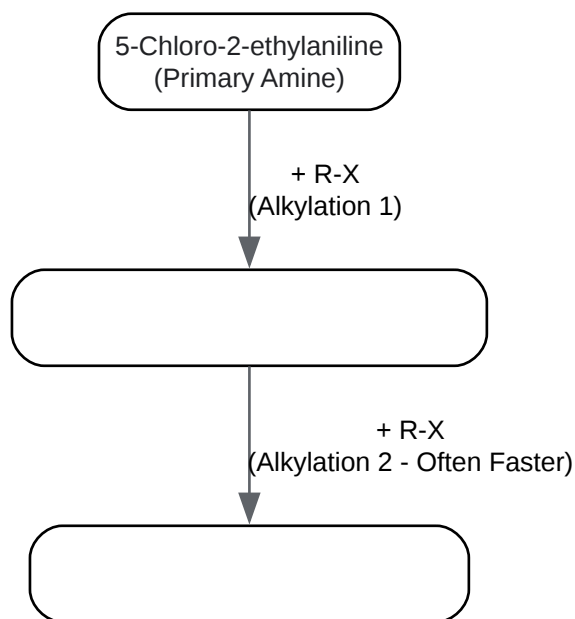 5-Chloro-2-ethylaniline
(Primary Amine)
+ R-X
(Alkylation 1)
+ R-X
(Alkylation 2 - Often Faster)